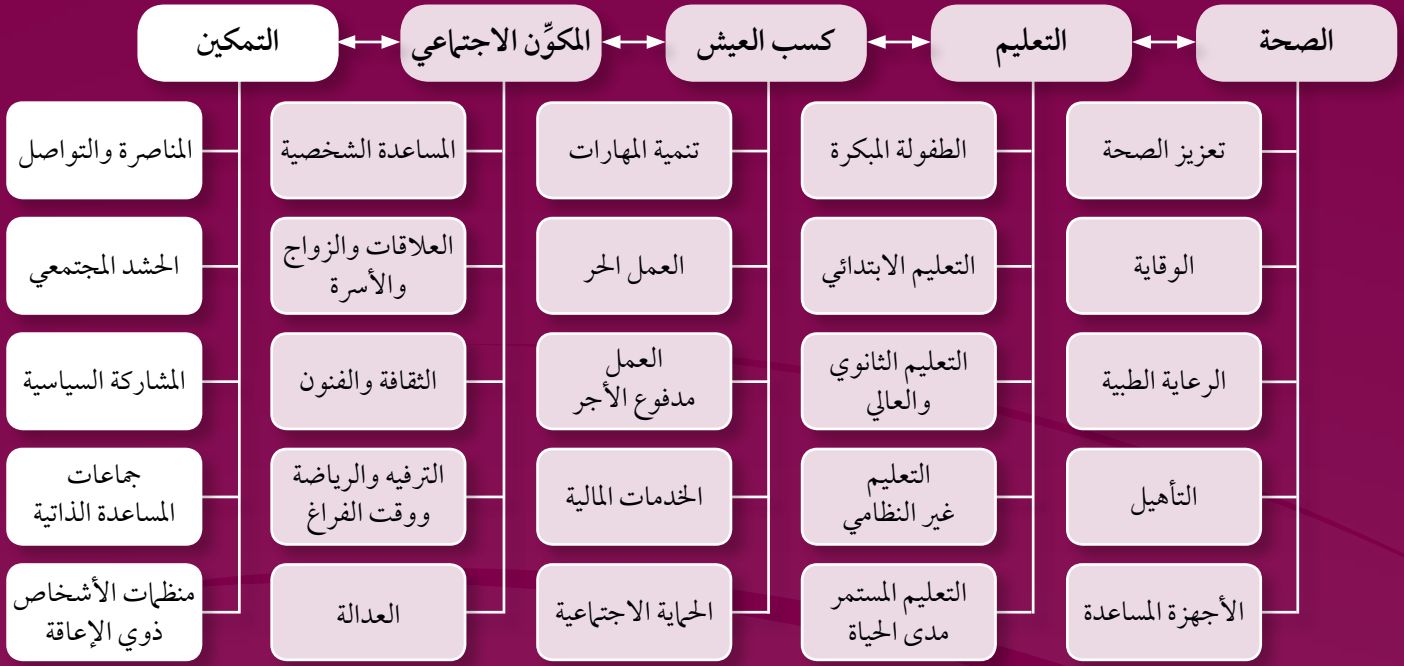 الصحة
التعليم
كسب العيش
المكوِّن الاجتماعي
التمكين
تعزيز الصحة
الوقاية
الرعاية الطبية
التأهيل
الأجهزة المساعدة
الطفولة المبكرة
التعليم الابتدائي
التعليم الثانوي
والعالي
التعليم
غير النظامي
التعليم المستمر
مدى الحياة
تنمية المهارات
العمل الحر
العمل
مدفوع الأجر
الخدمات المالية
الحماية الاجتماعية
المساعدة الشخصية
العلاقات والزواج
والأسرة
الثقافة والفنون
الترفيه والرياضة
ووقت الفراغ
العدالة
المناصرة والتواصل
الحشد المجتمعي
المشاركة السياسية
جماعات
المساعدة الذاتية
منظمات الأشخاص
ذوي الإعاقة